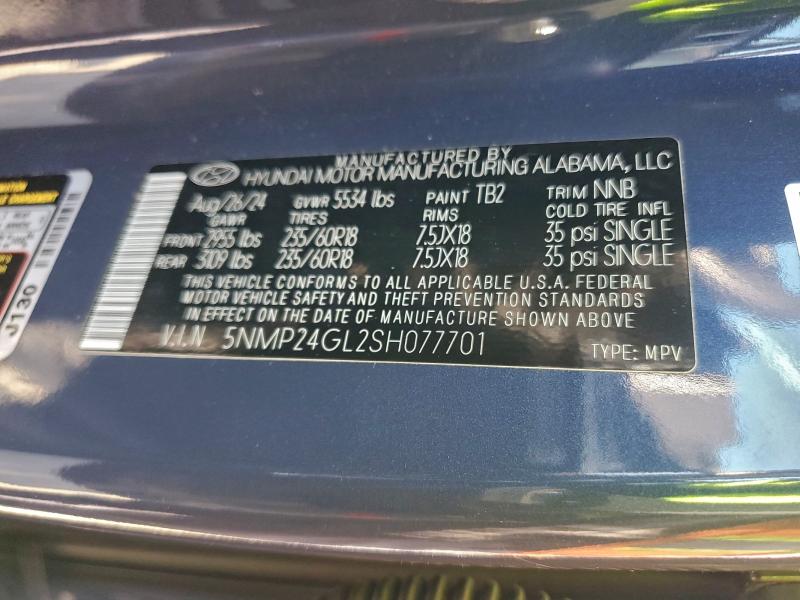 MANUFACTURED BY
HYUNDAI MOTOR MANUFACTURING ALABAMA, LLC
Aug/26/24 GVWR 5534 lbs PAINT TB2 TRIM NNB
GAWR TIRES RIMS COLD TIRE INFL
FRONT 2955 lbs 235/60R18 7.5JX18 35 psi SINGLE
REAR 3109 lbs 235/60R18 7.5JX18 35 psi SINGLE
THIS VEHICLE CONFORMS TO ALL APPLICABLE U.S.A. FEDERAL
MOTOR VEHICLE SAFETY AND THEFT PREVENTION STANDARDS
IN EFFECT ON THE DATE OF MANUFACTURE SHOWN ABOVE
V.I.N 5NMP24GL2SH077701
TYPE: MPV
J130